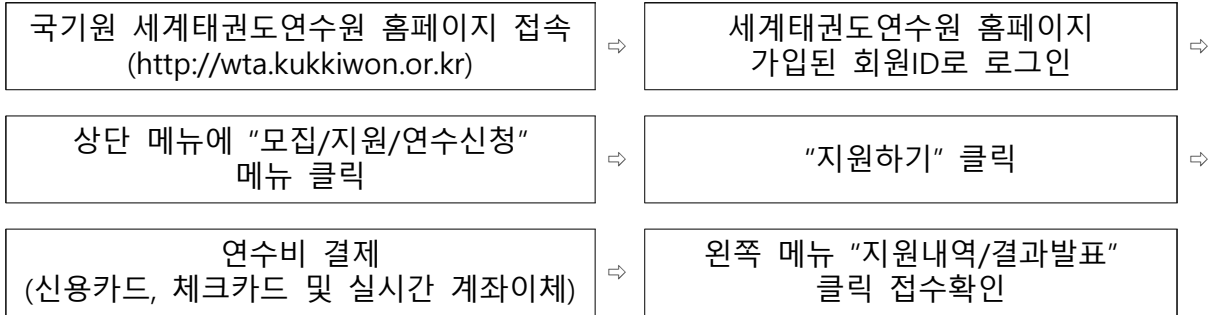 국기원 세계태권도연수원 홈페이지 접속
(http://wta.kukkiwon.or.kr)
⇨
세계태권도연수원 홈페이지
가입된 회원ID로 로그인
⇨
상단 메뉴에 "모집/지원/연수신청"
메뉴 클릭
⇨
"지원하기" 클릭
⇨
연수비 결제
(신용카드, 체크카드 및 실시간 계좌이체)
⇨
왼쪽 메뉴 "지원내역/결과발표"
클릭 접수확인